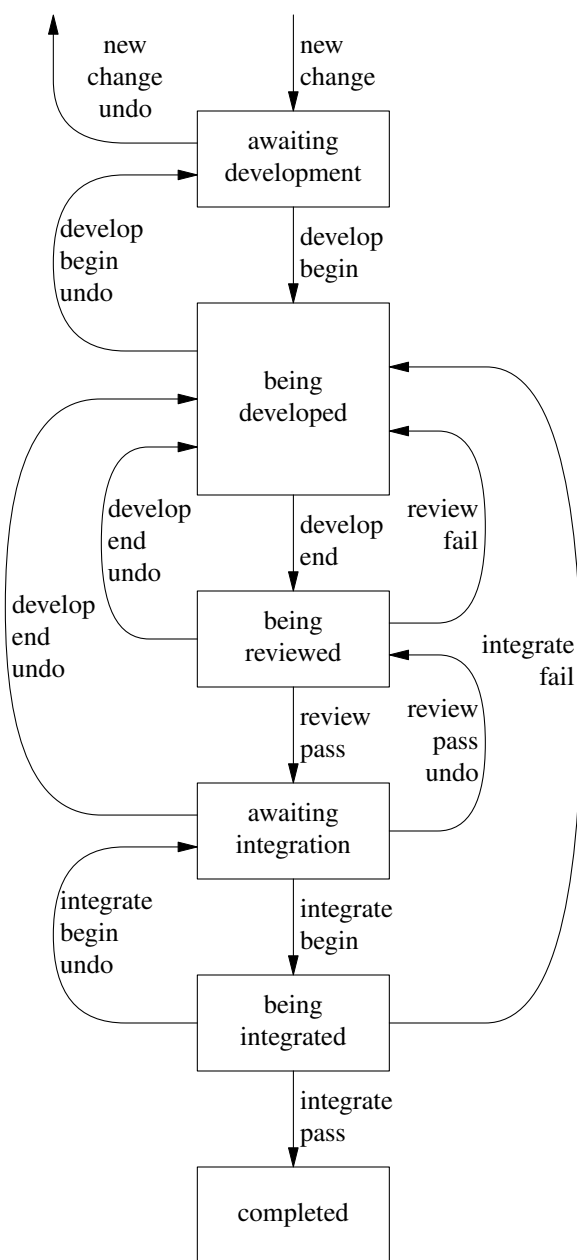 new
change
undo
new
change
awaiting
development
develop
begin
undo
develop
begin
being
developed
develop
end
undo
develop
end
review
fail
develop
end
undo
being
reviewed
integrate
fail
review
pass
review
pass
undo
awaiting
integration
integrate
begin
undo
integrate
begin
being
integrated
integrate
pass
completed